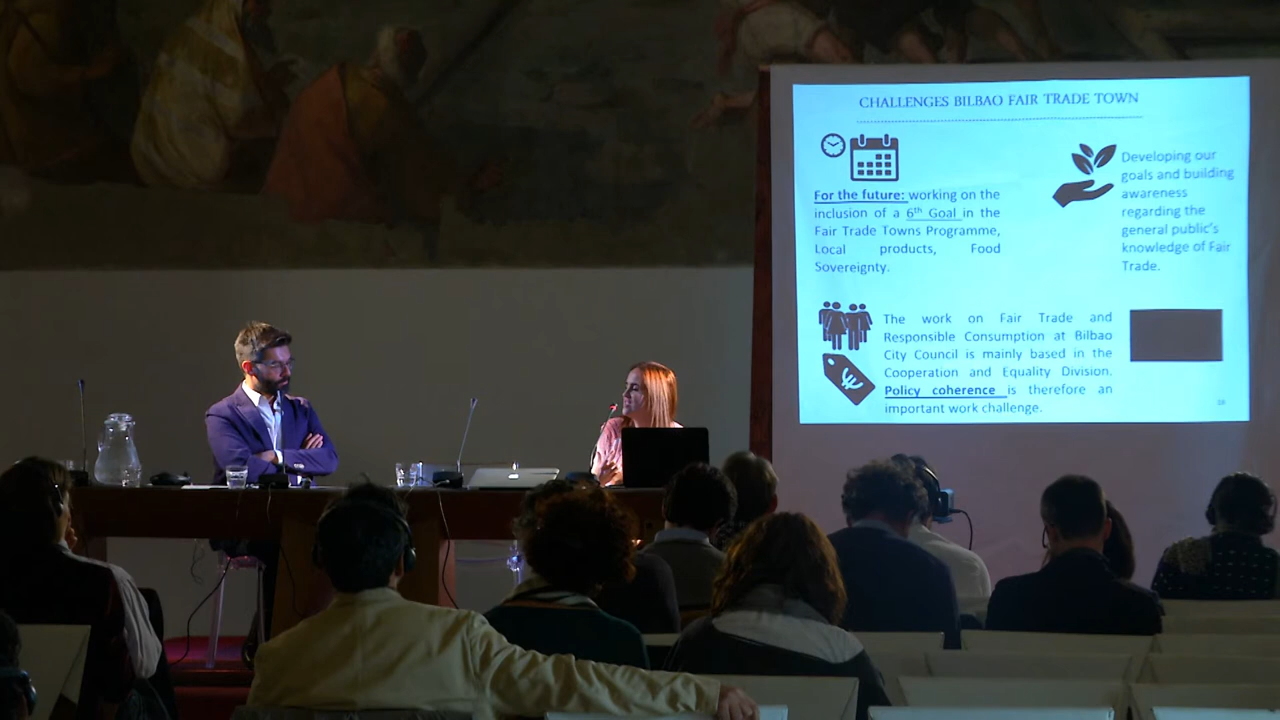 CHALLENGES BILBAO FAIR TRADE TOWN
For the future: working on the
inclusion of a 6th Goal in the
Fair Trade Towns Programme,
Local products, Food
Sovereignty.
Developing our
goals and building
awareness
regarding the
general public's
knowledge of Fair
Trade.
The work on Fair Trade and
Responsible Consumption at Bilbao
City Council is mainly based in the
Cooperation and Equality Division.
Policy coherence is therefore an
important work challenge.